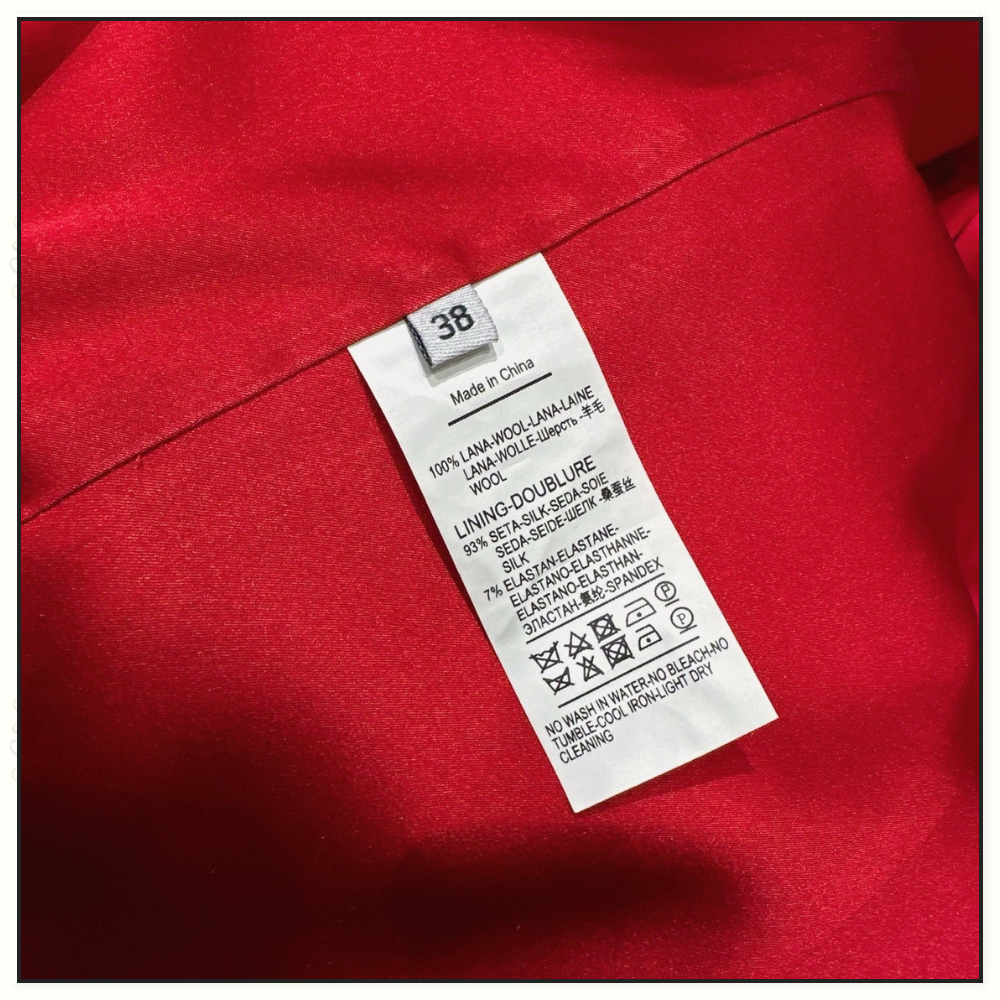 38
Made in China
100% LANA-WOOL-LANA-LAINE
LANA-WOLLE-Шерсть-羊毛
WOOL
LINING-DOUBLURE
93% SETA-SILK-SEDA-SOIE
SEDA-SEIDE-ШЕЛК-桑蚕丝
SILK
7% ELASTAN-ELASTANE-
ELASTANO-ELASTHANNE-
ELASTANO-ELASTHAN-
ЭЛАСТАН-氨纶-SPANDEX
P
P
NO WASH IN WATER-NO BLEACH-NO
TUMBLE-COOL IRON-LIGHT DRY
CLEANING